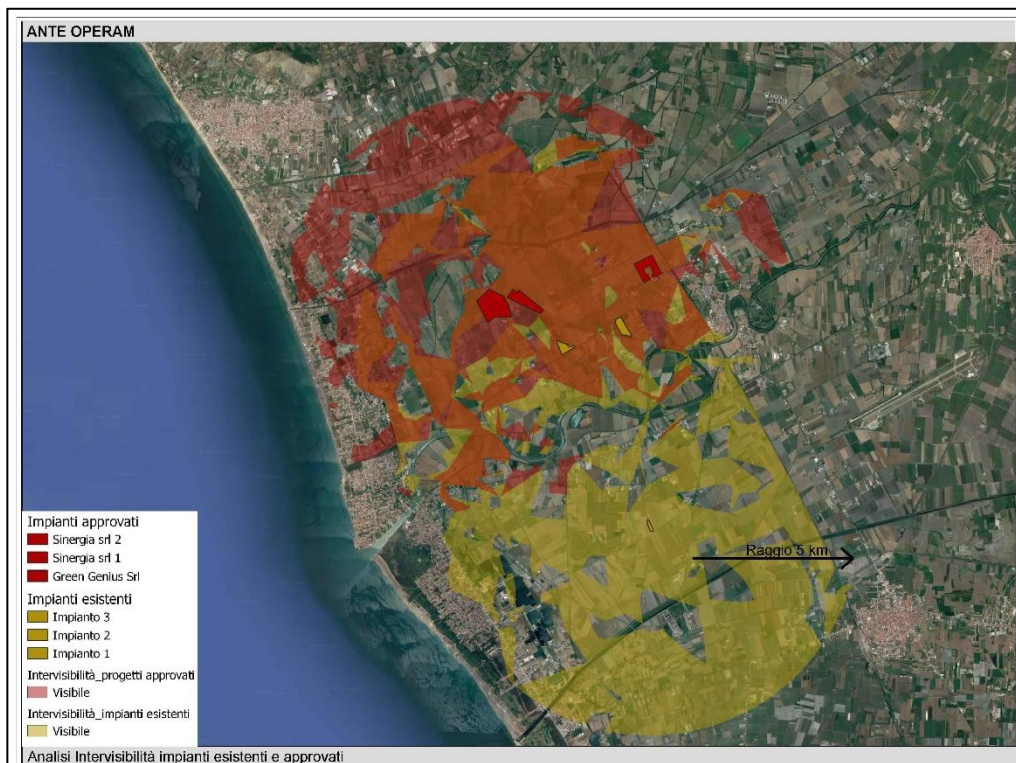 ANTE OPERAM
Raggio 5 km
Impianti approvati
Sinergia srl 2
Sinergia srl 1
Green Genius Srl
Impianti esistenti
Impianto 3
Impianto 2
Impianto 1
Intervisibilità_progetti approvati
Visibile
Intervisibilità_impianti esistenti
Visibile
Analisi Intervisibilità impianti esistenti e approvati